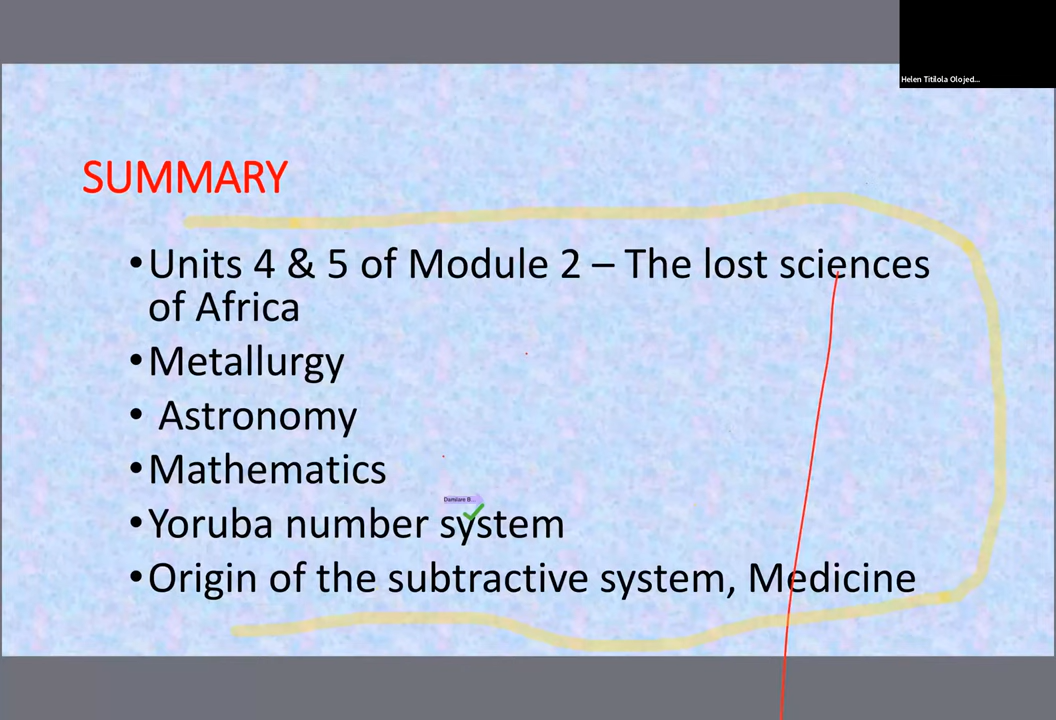 Helen Titilola Olojed...
SUMMARY
•Units 4 & 5 of Module 2 – The lost sciences
of Africa
•Metallurgy
• Astronomy
•Mathematics
Damilare B...
•Yoruba number system
•Origin of the subtractive system, Medicine